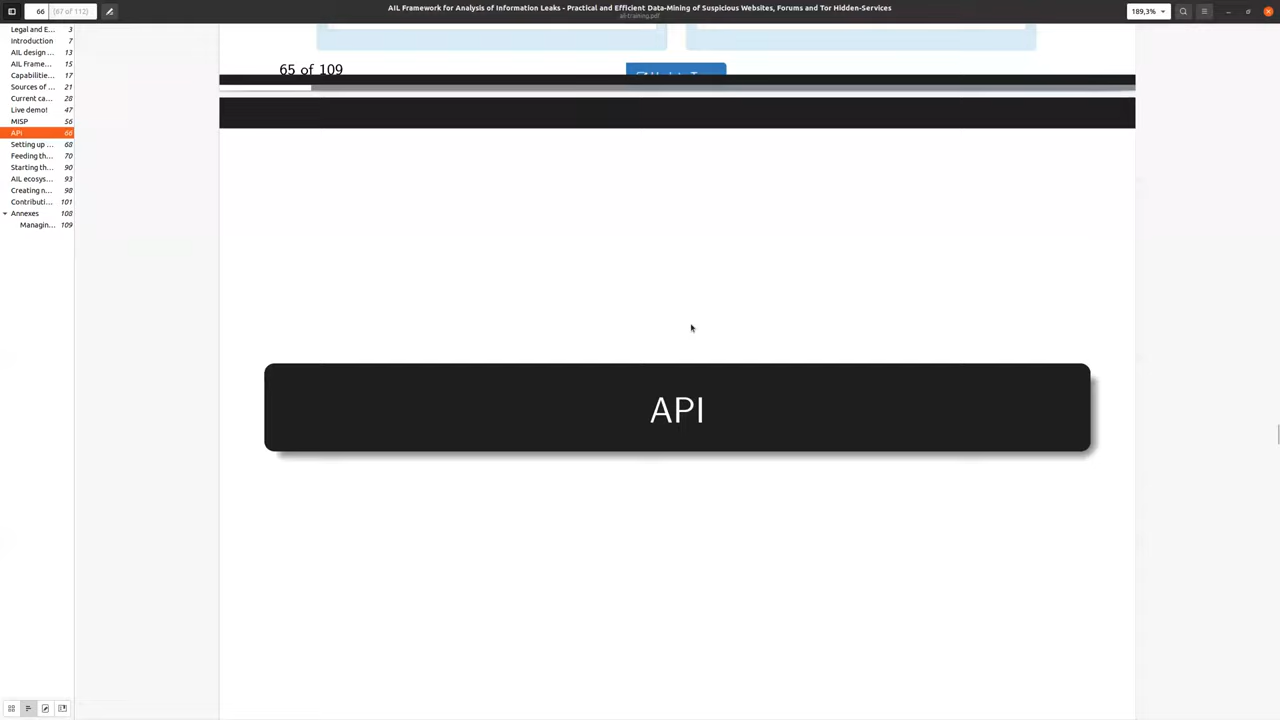 66 (67 of 112)
AIL Framework for Analysis of Information Leaks - Practical and Efficient Data-Mining of Suspicious Websites, Forums and Tor Hidden-Services
ail-training.pdf
189,3%
Legal and E... 3
Introduction 7
AIL design ... 13
AIL Frame... 15
Capabilitie... 17
Sources of ... 21
Current ca... 28
Live demo! 47
MISP 56
API 66
Setting up ... 68
Feeding th... 70
Starting th... 90
AIL ecosys... 93
Creating n... 98
Contributi... 101
Annexes 108
Managin... 109
65 of 109
API